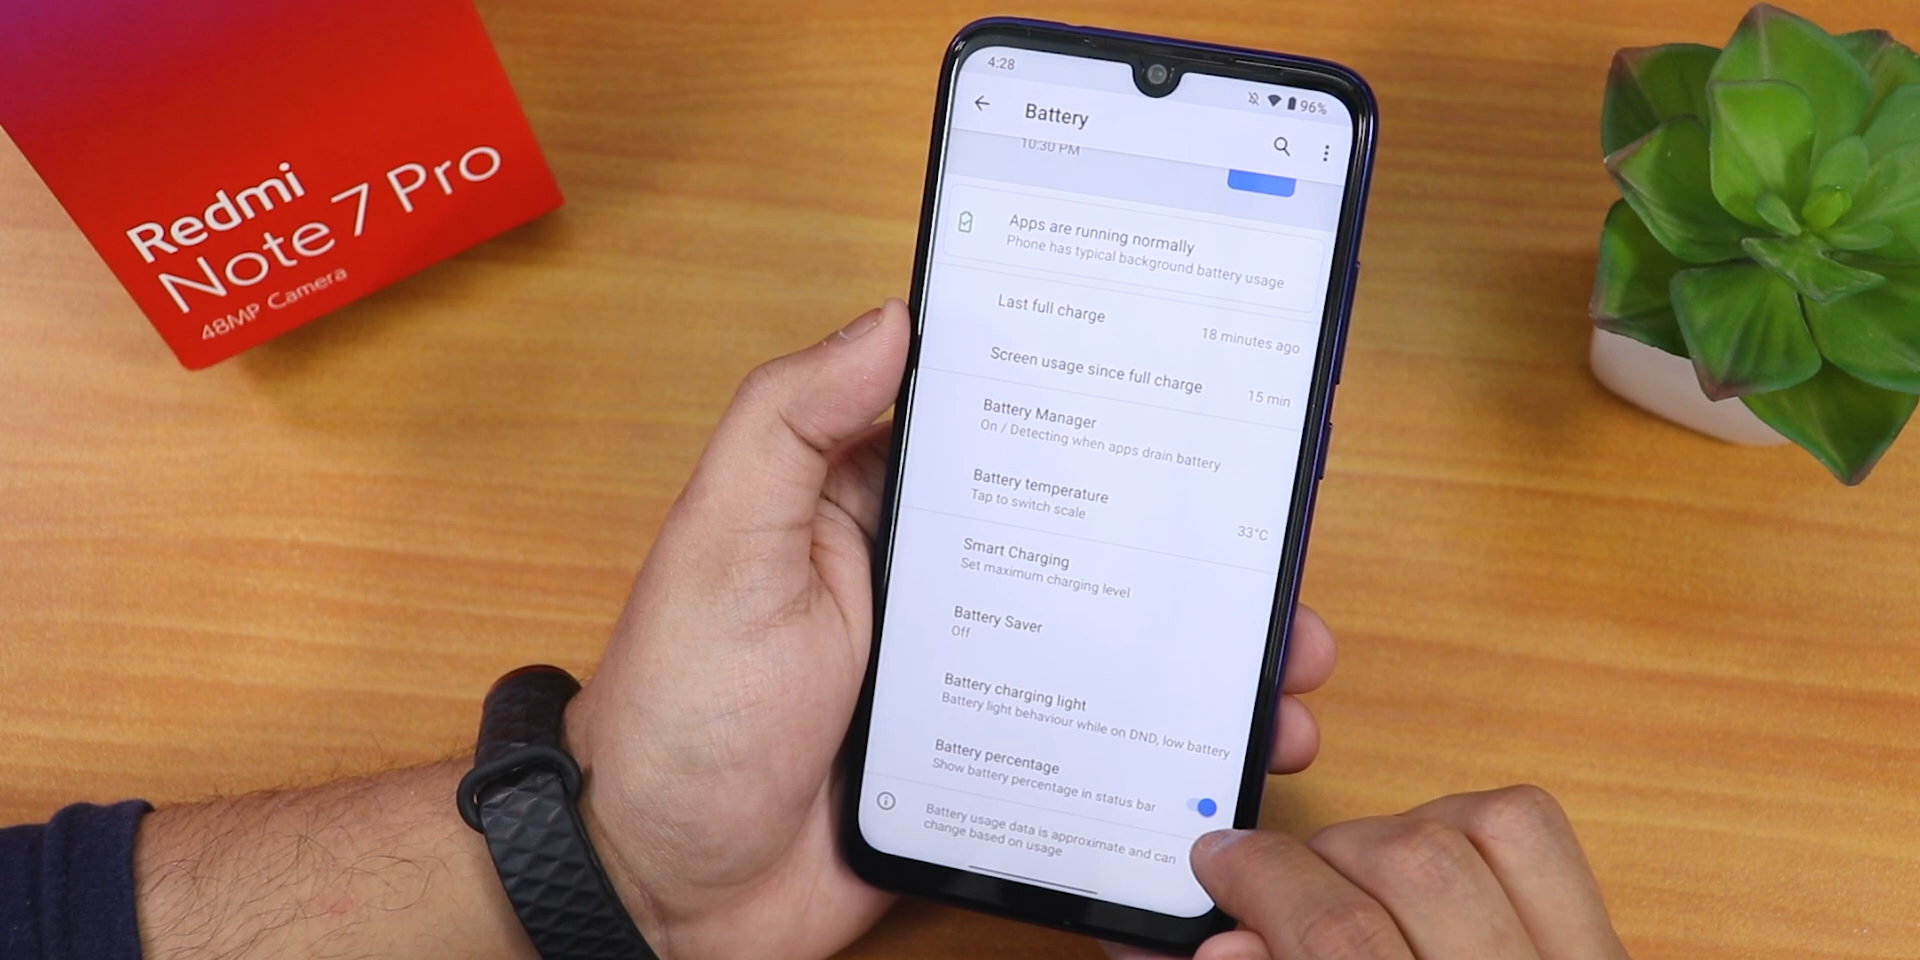 Redmi
Note 7 Pro
48MP Camera
4:28
96%
Battery
10:30 PM
Apps are running normally
Phone has typical background battery usage
Last full charge
18 minutes ago
Screen usage since full charge
15 min
Battery Manager
On / Detecting when apps drain battery
Battery temperature
Tap to switch scale
33°C
Smart Charging
Set maximum charging level
Battery Saver
Off
Battery charging light
Battery light behaviour while on DND, low battery
Battery percentage
Show battery percentage in status bar
Battery usage data is approximate and can
change based on usage